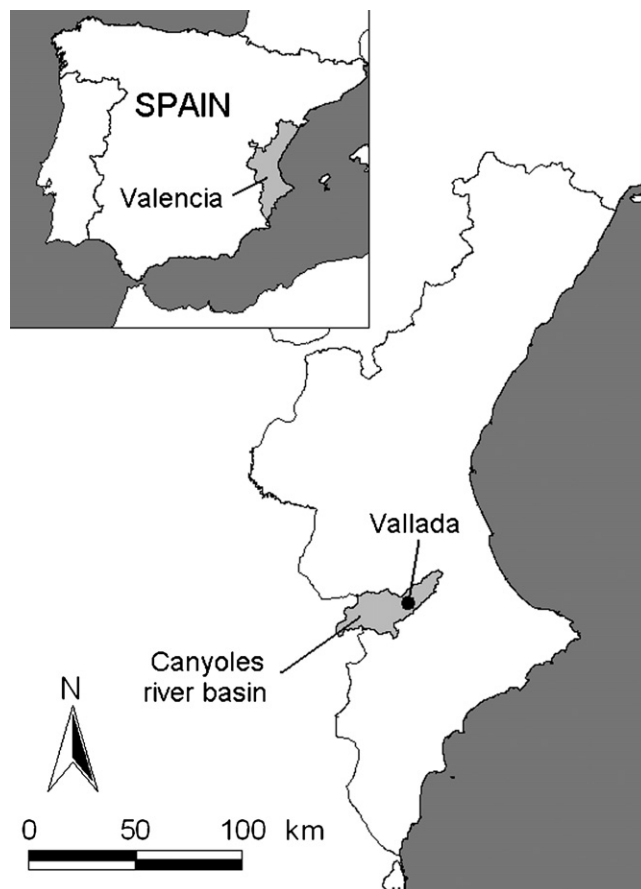 SPAIN
Valencia
Vallada
Canyoles
river basin
N
0 50 100 km